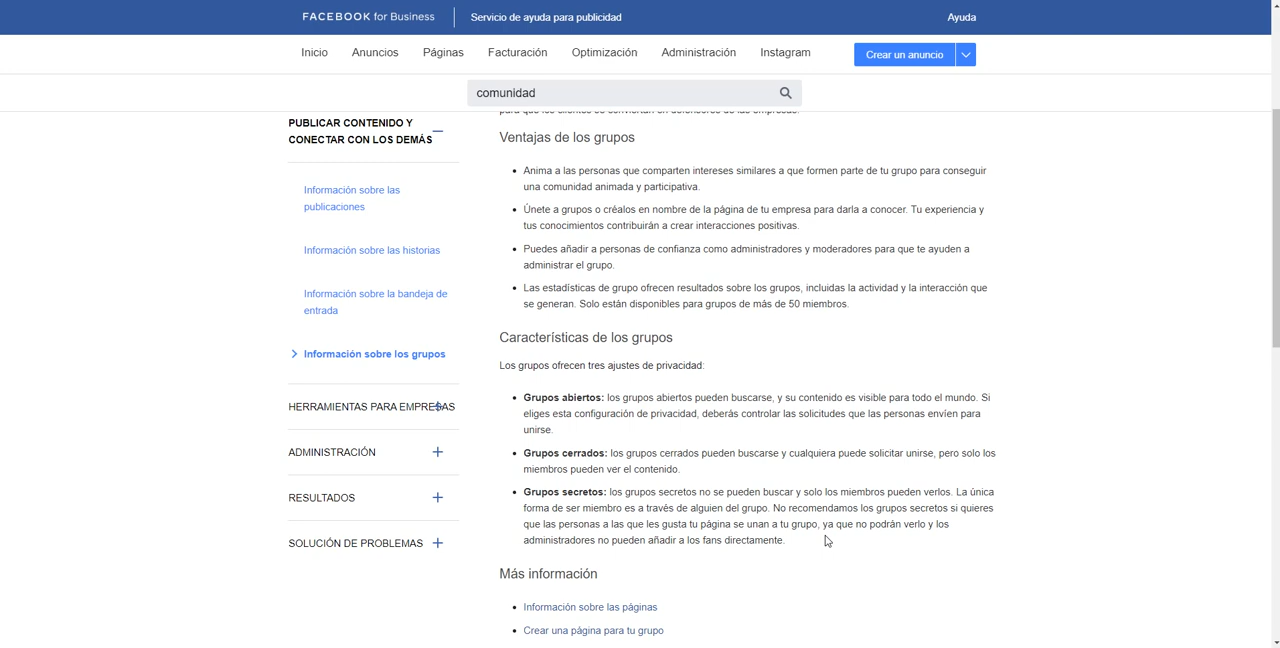 FACEBOOK for Business
Servicio de ayuda para publicidad
Ayuda
Inicio
Anuncios
Páginas
Facturación
Optimización
Administración
Instagram
Crear un anuncio
comunidad
PUBLICAR CONTENIDO Y
CONECTAR CON LOS DEMÁS
Información sobre las
publicaciones
Información sobre las historias
Información sobre la bandeja de
entrada
Información sobre los grupos
HERRAMIENTAS PARA EMPRESAS
ADMINISTRACIÓN
RESULTADOS
SOLUCIÓN DE PROBLEMAS
para que los clientes se conviertan en defensores de las empresas.
Ventajas de los grupos
Anima a las personas que comparten intereses similares a que formen parte de tu grupo para conseguir
una comunidad animada y participativa.
Únete a grupos o créalos en nombre de la página de tu empresa para darla a conocer. Tu experiencia y
tus conocimientos contribuirán a crear interacciones positivas.
Puedes añadir a personas de confianza como administradores y moderadores para que te ayuden a
administrar el grupo.
Las estadísticas de grupo ofrecen resultados sobre los grupos, incluidas la actividad y la interacción que
se generan. Solo están disponibles para grupos de más de 50 miembros.
Características de los grupos
Los grupos ofrecen tres ajustes de privacidad:
Grupos abiertos: los grupos abiertos pueden buscarse, y su contenido es visible para todo el mundo. Si
eliges esta configuración de privacidad, deberás controlar las solicitudes que las personas envíen para
unirse.
Grupos cerrados: los grupos cerrados pueden buscarse y cualquiera puede solicitar unirse, pero solo los
miembros pueden ver el contenido.
Grupos secretos: los grupos secretos no se pueden buscar y solo los miembros pueden verlos. La única
forma de ser miembro es a través de alguien del grupo. No recomendamos los grupos secretos si quieres
que las personas a las que les gusta tu página se unan a tu grupo, ya que no podrán verlo y los
administradores no pueden añadir a los fans directamente.
Más información
Información sobre las páginas
Crear una página para tu grupo